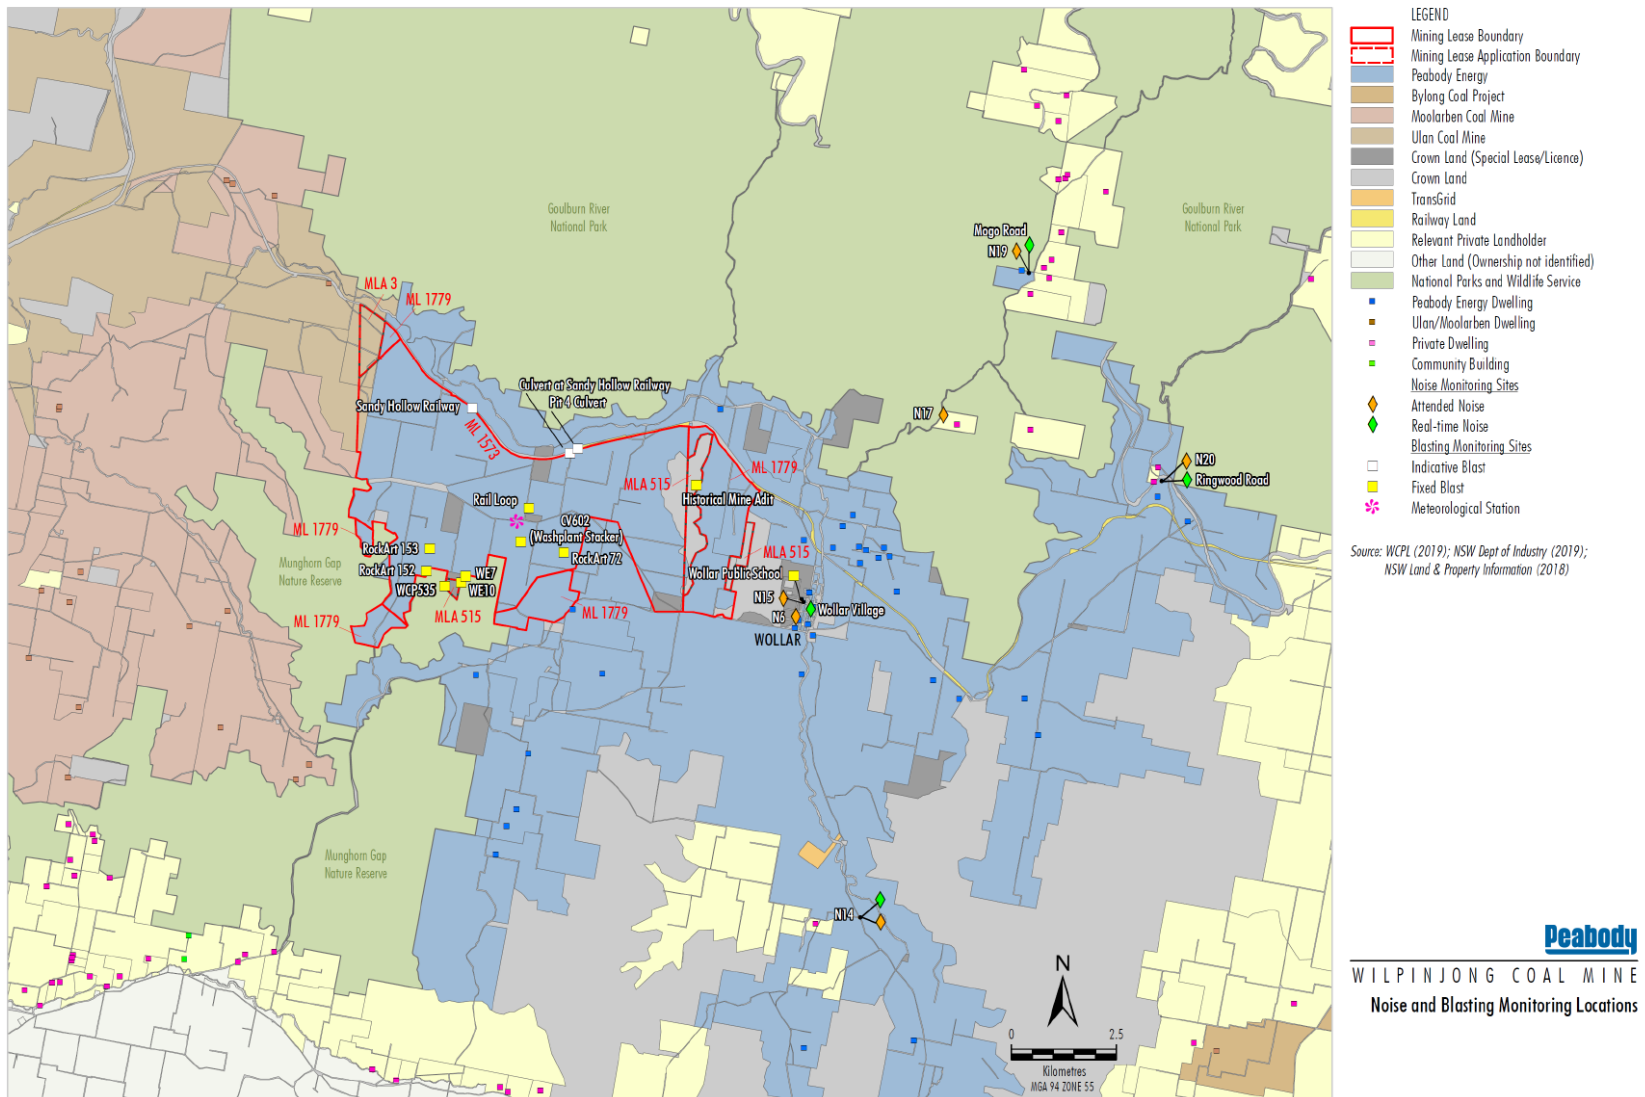 LEGEND
Mining Lease Boundary
Mining Lease Application Boundary
Peabody Energy
Bylong Coal Project
Moolarben Coal Mine
Ulan Coal Mine
Crown Land (Special Lease/Licence)
Crown Land
TransGrid
Railway Land
Relevant Private Landholder
Other Land (Ownership not identified)
National Parks and Wildlife Service
Peabody Energy Dwelling
Ulan/Moolarben Dwelling
Private Dwelling
Community Building
Noise Monitoring Sites
Attended Noise
Real-time Noise
Blasting Monitoring Sites
Indicative Blast
Fixed Blast
Meteorological Station
Source: WCPL (2019); NSW Dept of Industry (2019);
NSW Land & Property Information (2018)
Goulburn River
National Park
Goulburn River
National Park
Mogo Road
N19
MLA 3
ML 1779
Culvert at Sandy Hollow Railway
Pit 4 Culvert
Sandy Hollow Railway
ML 1573
N17
N20
Ringwood Road
ML 1779
MLA 515
Historical Mine Adit
Rail Loop
CV602
(Washplant Stacker)
ML 1779
RockArt 153
RockArt 72
MLA 515
Munghorn Gap
Nature Reserve
RockArt 152
WE7
WE10
WCP535
Wollar Public School
N15
Wollar Village
N6
MLA 515
ML 1779
ML 1779
WOLLAR
Munghorn Gap
Nature Reserve
N14
N
0 2.5
Kilometres
MGA 94 ZONE 55
Peabody
WILPINJONG COAL MINE
Noise and Blasting Monitoring Locations